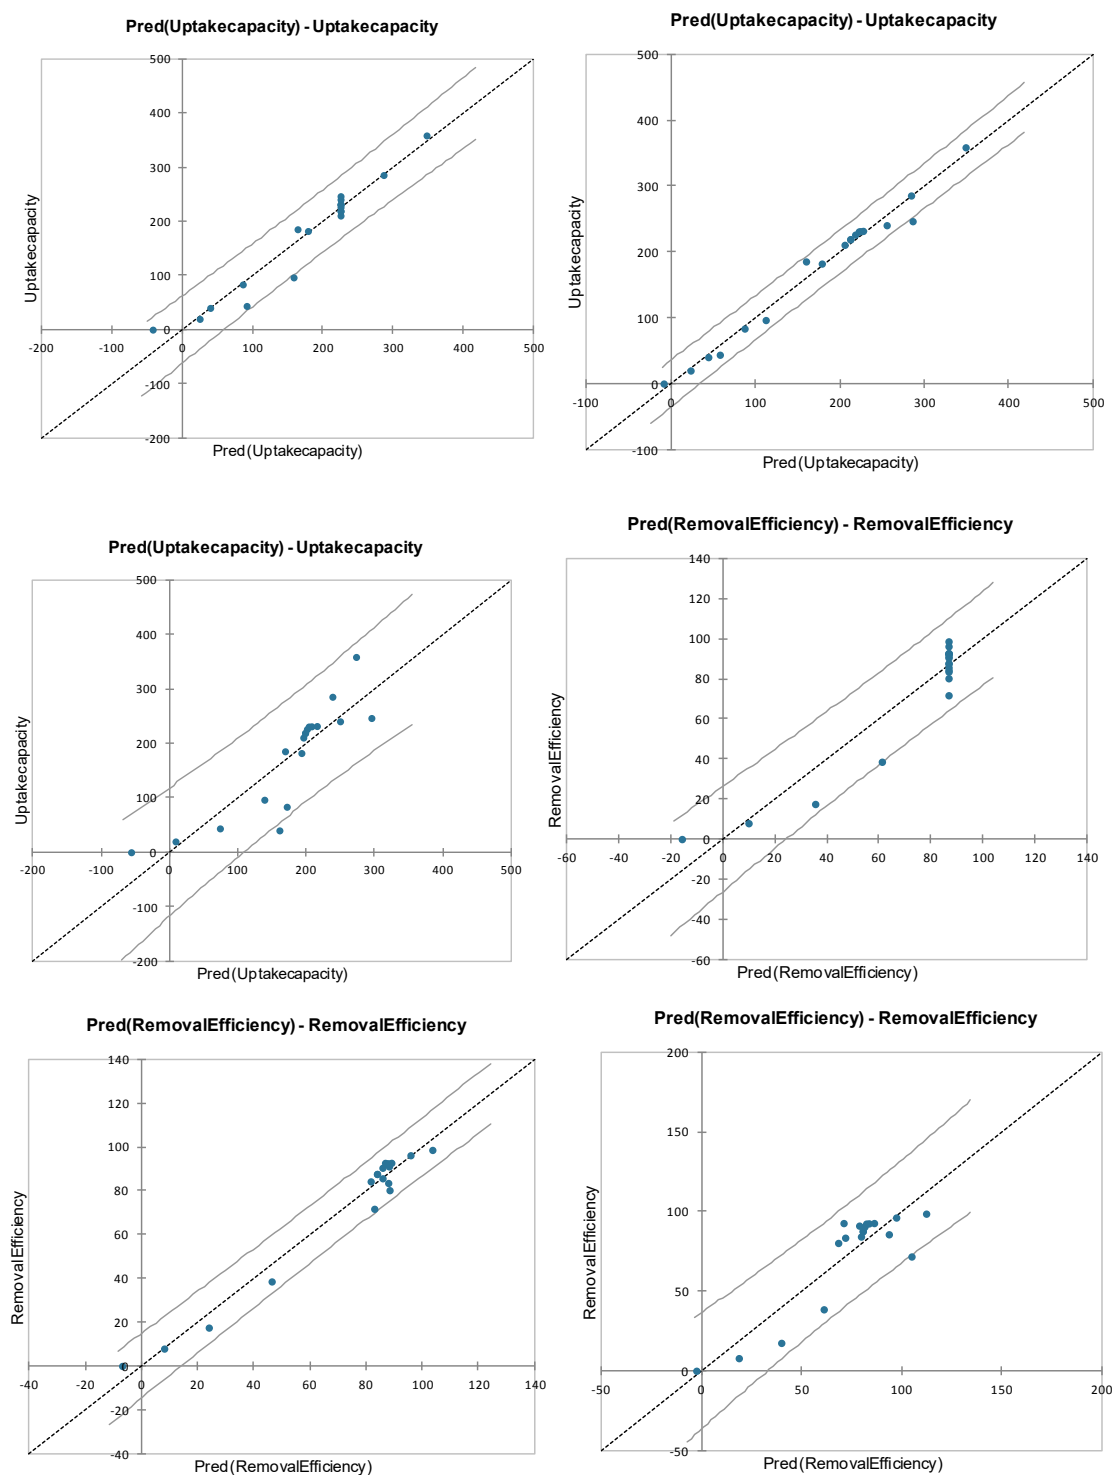 Pred(Uptakecapacity) - Uptakecapacity
500
400
300
200
100
0
-100
-200
-200 -100 0 100 200 300 400 500
Uptakecapacity
Pred(Uptakecapacity)
Pred(Uptakecapacity) - Uptakecapacity
500
400
300
200
100
0
-100
-100 0 100 200 300 400 500
Uptakecapacity
Pred(Uptakecapacity)
Pred(Uptakecapacity) - Uptakecapacity
500
400
300
200
100
0
-100
-200
-200 -100 0 100 200 300 400 500
Uptakecapacity
Pred(Uptakecapacity)
Pred(RemovalEfficiency) - RemovalEfficiency
140
120
100
80
60
40
20
0
-20
-40
-60
-60 -40 -20 0 20 40 60 80 100 120 140
RemovalEfficiency
Pred(RemovalEfficiency)
Pred(RemovalEfficiency) - RemovalEfficiency
140
120
100
80
60
40
20
0
-20
-40
-40 -20 0 20 40 60 80 100 120 140
RemovalEfficiency
Pred(RemovalEfficiency)
Pred(RemovalEfficiency) - RemovalEfficiency
200
150
100
50
0
-50
-50 0 50 100 150 200
RemovalEfficiency
Pred(RemovalEfficiency)